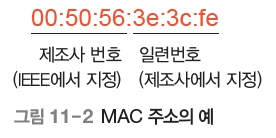 00:50:56:3e:3c:fe
제조사 번호 일련번호
(IEEE에서 지정) (제조사에서 지정)
그림 11-2 MAC 주소의 예